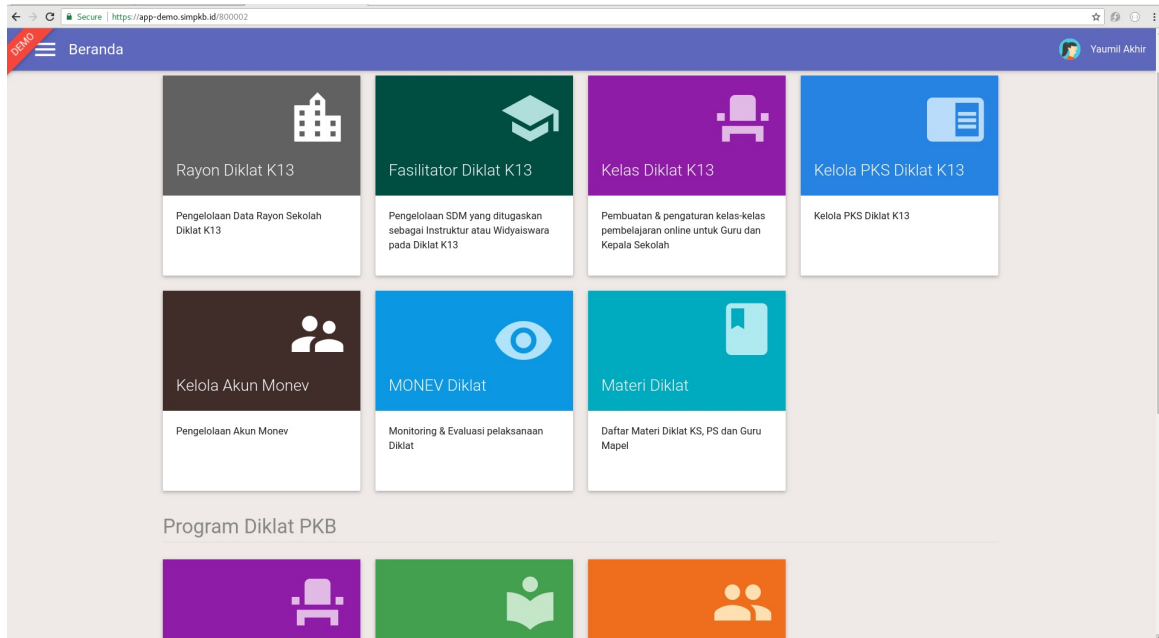 Secure | https://app-demo.simpkb.id/800002
DEMO
Beranda
Yaumil Akhir
Rayon Diklat K13
Fasilitator Diklat K13
Kelas Diklat K13
Kelola PKS Diklat K13
Pengelolaan Data Rayon Sekolah
Diklat K13
Pengelolaan SDM yang ditugaskan
sebagai Instruktur atau Widyaiswara
pada Diklat K13
Pembuatan & pengaturan kelas-kelas
pembelajaran online untuk Guru dan
Kepala Sekolah
Kelola PKS Diklat K13
Kelola Akun Monev
MONEV Diklat
Materi Diklat
Pengelolaan Akun Monev
Monitoring & Evaluasi pelaksanaan
Diklat
Daftar Materi Diklat KS, PS dan Guru
Mapel
Program Diklat PKB